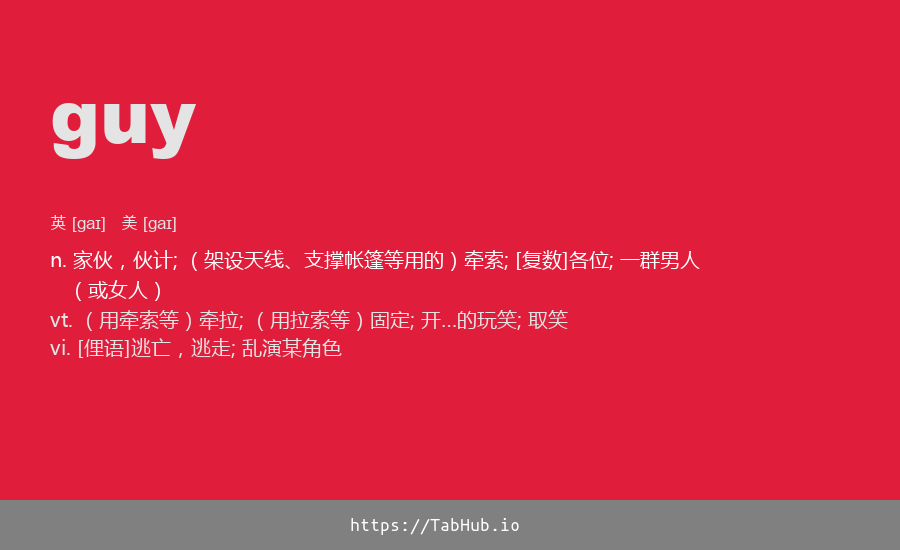 guy
英 [gaɪ] 美 [gaɪ]
n. 家伙，伙计; （架设天线、支撑帐篷等用的）牵索; [复数]各位; 一群男人
（或女人）
vt. （用牵索等）牵拉; （用拉索等）固定; 开…的玩笑; 取笑
vi. [俚语]逃亡，逃走; 乱演某角色
https://TabHub.io